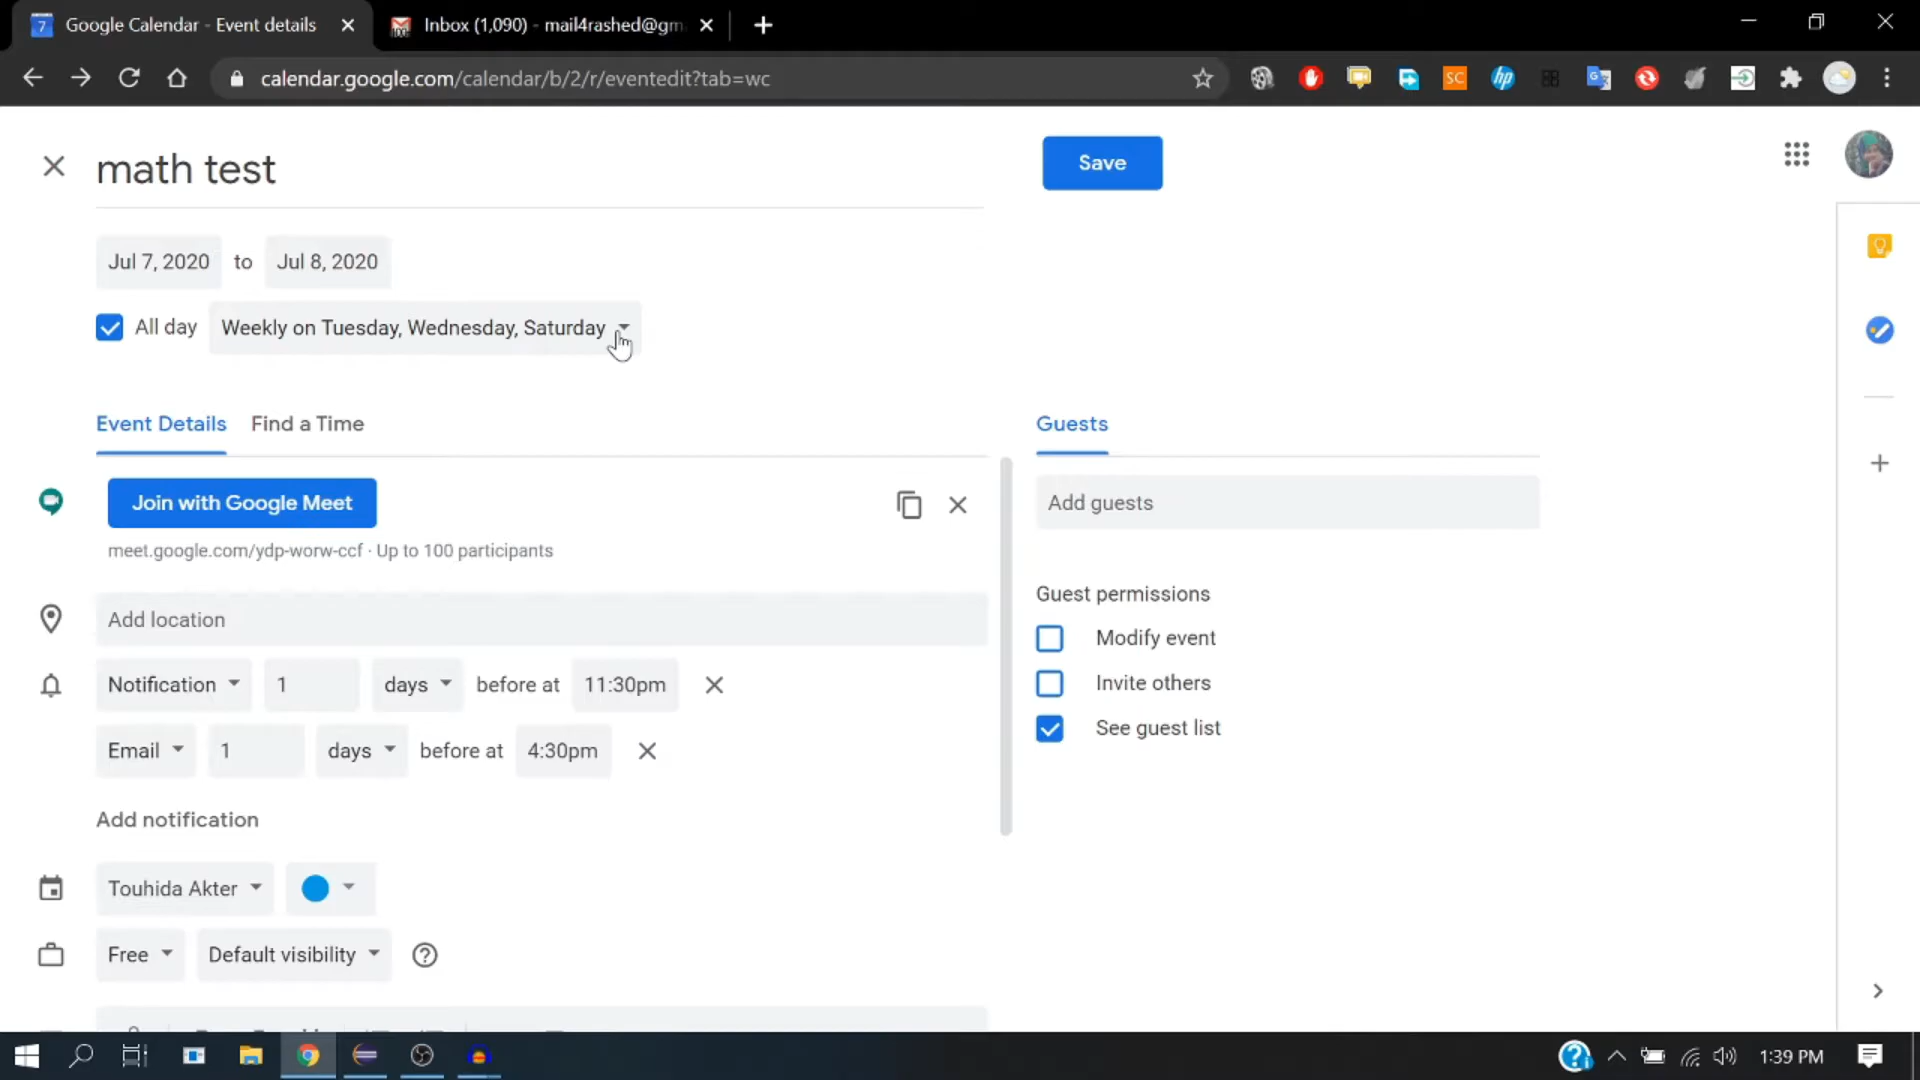 Google Calendar - Event details
Inbox (1,090) - mail4rashed@gm
calendar.google.com/calendar/b/2/r/eventedit?tab=wc
math test
Save
Jul 7, 2020 to Jul 8, 2020
All day Weekly on Tuesday, Wednesday, Saturday
Event Details Find a Time
Guests
Join with Google Meet
Add guests
meet.google.com/ydp-worw-ccf · Up to 100 participants
Guest permissions
Add location
Modify event
Notification 1 days before at 11:30pm
Invite others
See guest list
Email 1 days before at 4:30pm
Add notification
Touhida Akter
Free Default visibility
1:39 PM